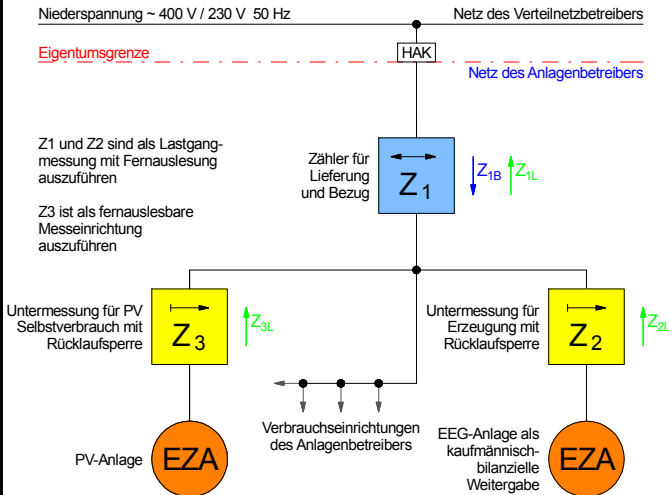 Niederspannung ~ 400 V / 230 V 50 Hz
Netz des Verteilnetzbetreibers
Eigentumsgrenze
HAK
Netz des Anlagenbetreibers
Z1 und Z2 sind als Lastgang-
messung mit Fernauslesung
auszuführen
Z3 ist als fernauslesbare
Messeinrichtung
auszuführen
Zähler für
Lieferung
und Bezug
Z1
Z1B
Z1L
Untermessung für PV
Selbstverbrauch mit
Rücklaufsperre
Z3
Z3L
Untermessung für
Erzeugung mit
Rücklaufsperre
Z2
Z2L
Verbrauchseinrichtungen
des Anlagenbetreibers
PV-Anlage
EZA
EEG-Anlage als
kaufmännisch-
bilanzielle
Weitergabe
EZA